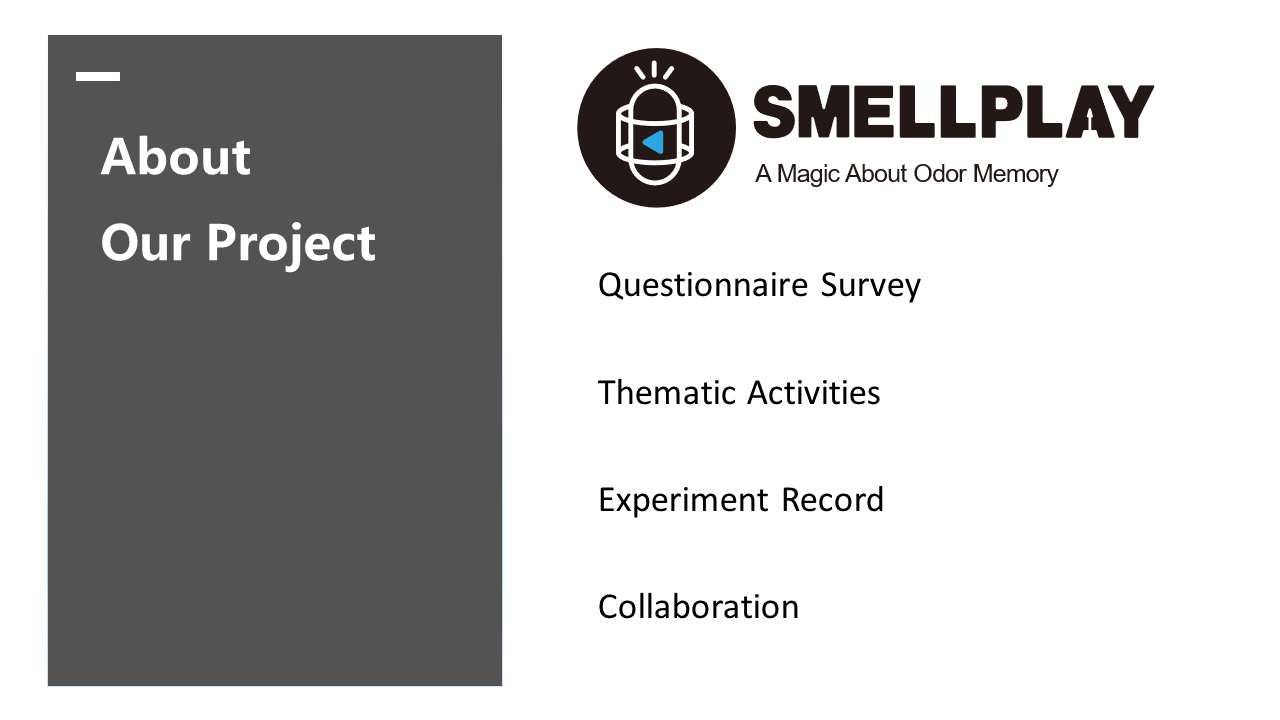 About
Our Project
SMELLPLAY
A Magic About Odor Memory
Questionnaire Survey
Thematic Activities
Experiment Record
Collaboration